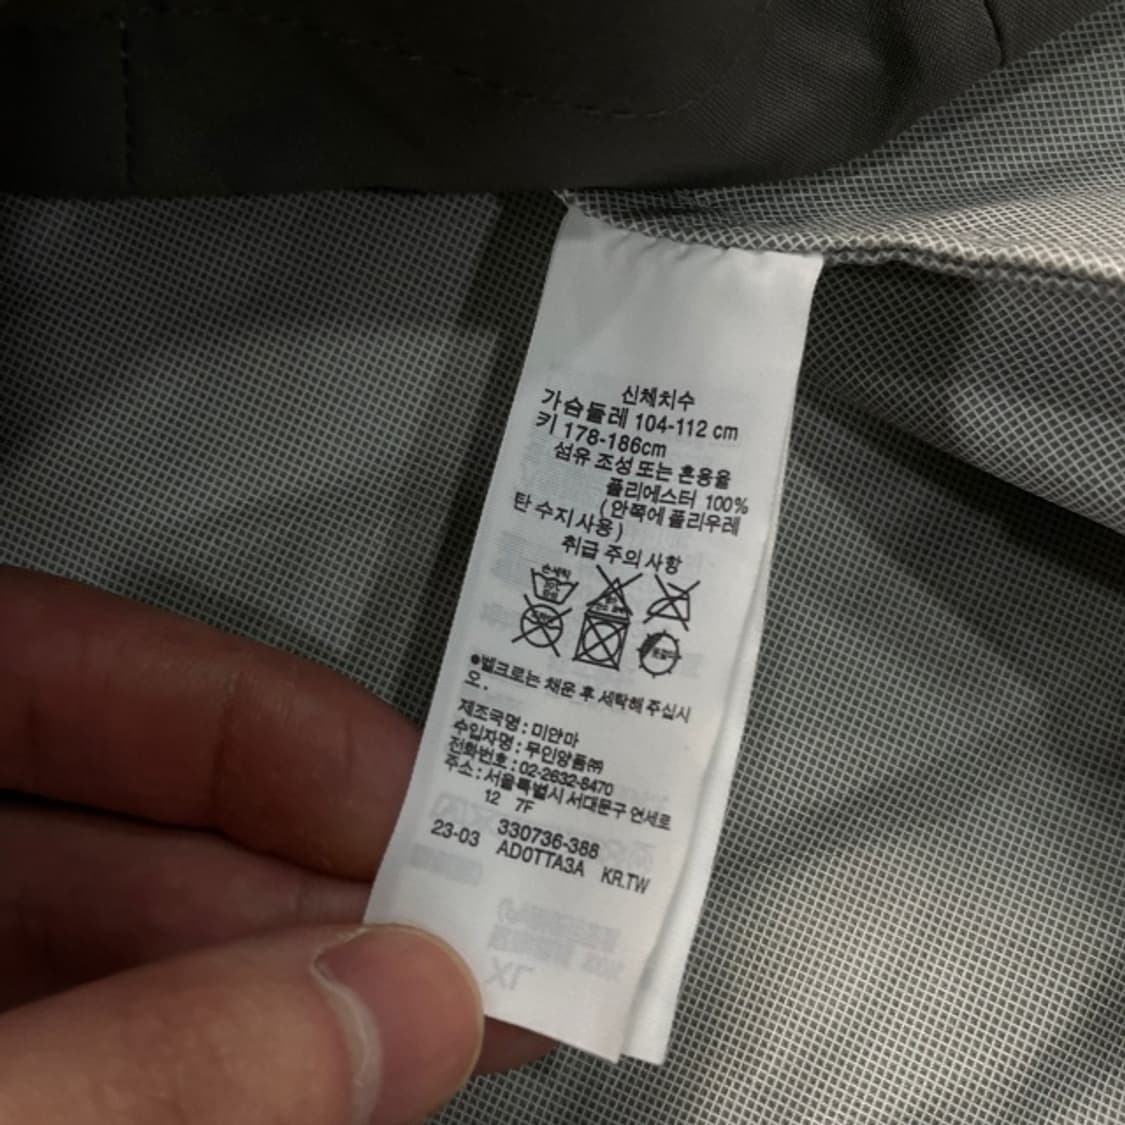 신체치수
가슴둘레 104-112 cm
키 178-186cm
섬유 조성 또는 혼용율
폴리에스터 100%
(안쪽에 폴리우레
탄 수지사용)
취급 주의 사항
손세탁
●벨크로는 채운 후 세탁해 주십시
오.
제조국명 : 미얀마
수입자명 : 무인양품㈜
전화번호 : 02-2632-8470
주소 : 서울특별시 서대문구 연세로
12 7F
330736-388
23-03 AD0TTA3A KR.TW